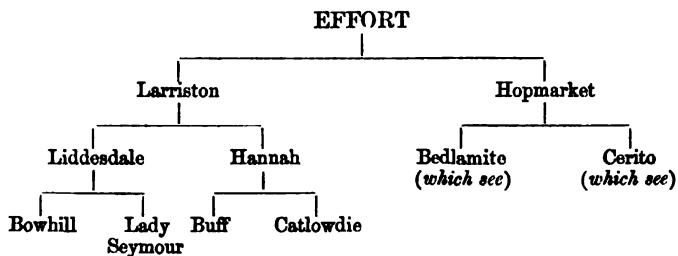 EFFORT
Larriston Hopmarket
Liddesdale Hannah Bedlamite Cerito
(which see) (which see)
Bowhill Lady Seymour Buff Catlowdie